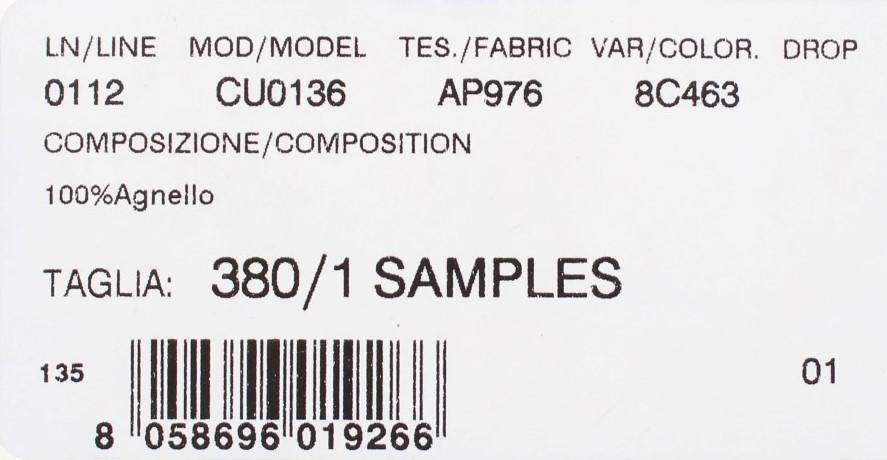 LN/LINE MOD/MODEL TES./FABRIC VAR/COLOR. DROP
0112 CU0136 AP976 8C463
COMPOSIZIONE/COMPOSITION
100%Agnello
TAGLIA: 380/1 SAMPLES
135 01
8 058696 019266